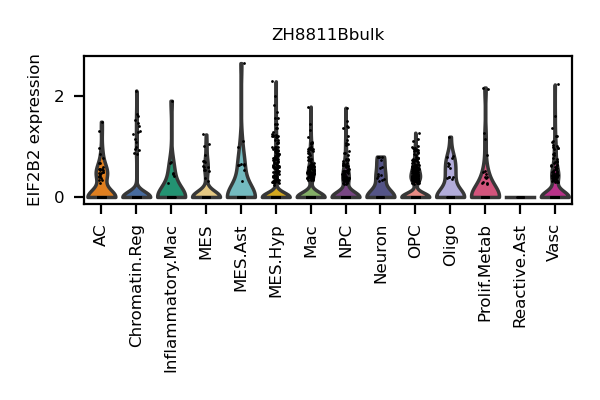 ZH8811Bbulk
EIF2B2 expression
2
0
AC
Chromatin.Reg
Inflammatory.Mac
MES
MES.Ast
MES.Hyp
Mac
NPC
Neuron
OPC
Oligo
Prolif.Metab
Reactive.Ast
Vasc